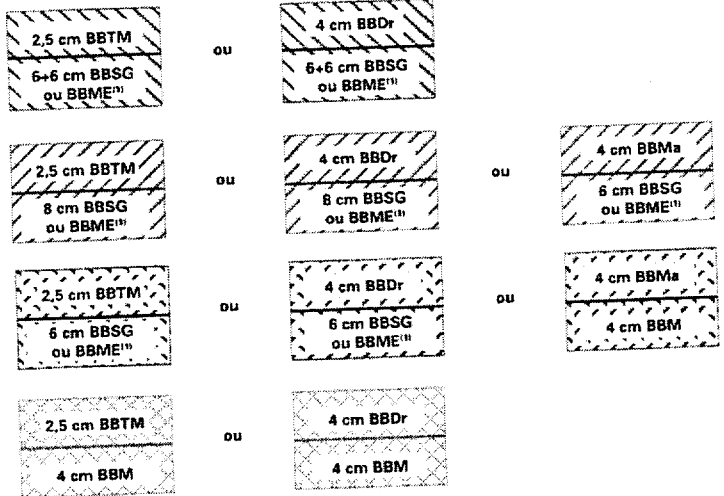 2,5 cm BBTM
6+6 cm BBSG
ou BBME⁽¹⁾
ou
4 cm BBDr
6+6 cm BBSG
ou BBME⁽¹⁾
2,5 cm BBTM
8 cm BBSG
ou BBME⁽¹⁾
ou
4 cm BBDr
8 cm BBSG
ou BBME⁽¹⁾
ou
4 cm BBMa
6 cm BBSG
ou BBME⁽¹⁾
2,5 cm BBTM
6 cm BBSG
ou BBME⁽¹⁾
ou
4 cm BBDr
6 cm BBSG
ou BBME⁽¹⁾
ou
4 cm BBMa
4 cm BBM
2,5 cm BBTM
4 cm BBM
ou
4 cm BBDr
4 cm BBM